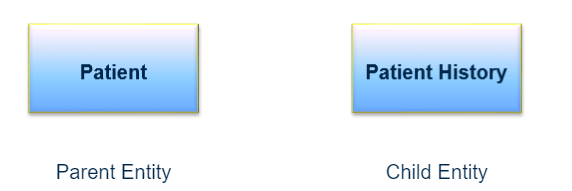 Patient
Patient History
Parent Entity
Child Entity